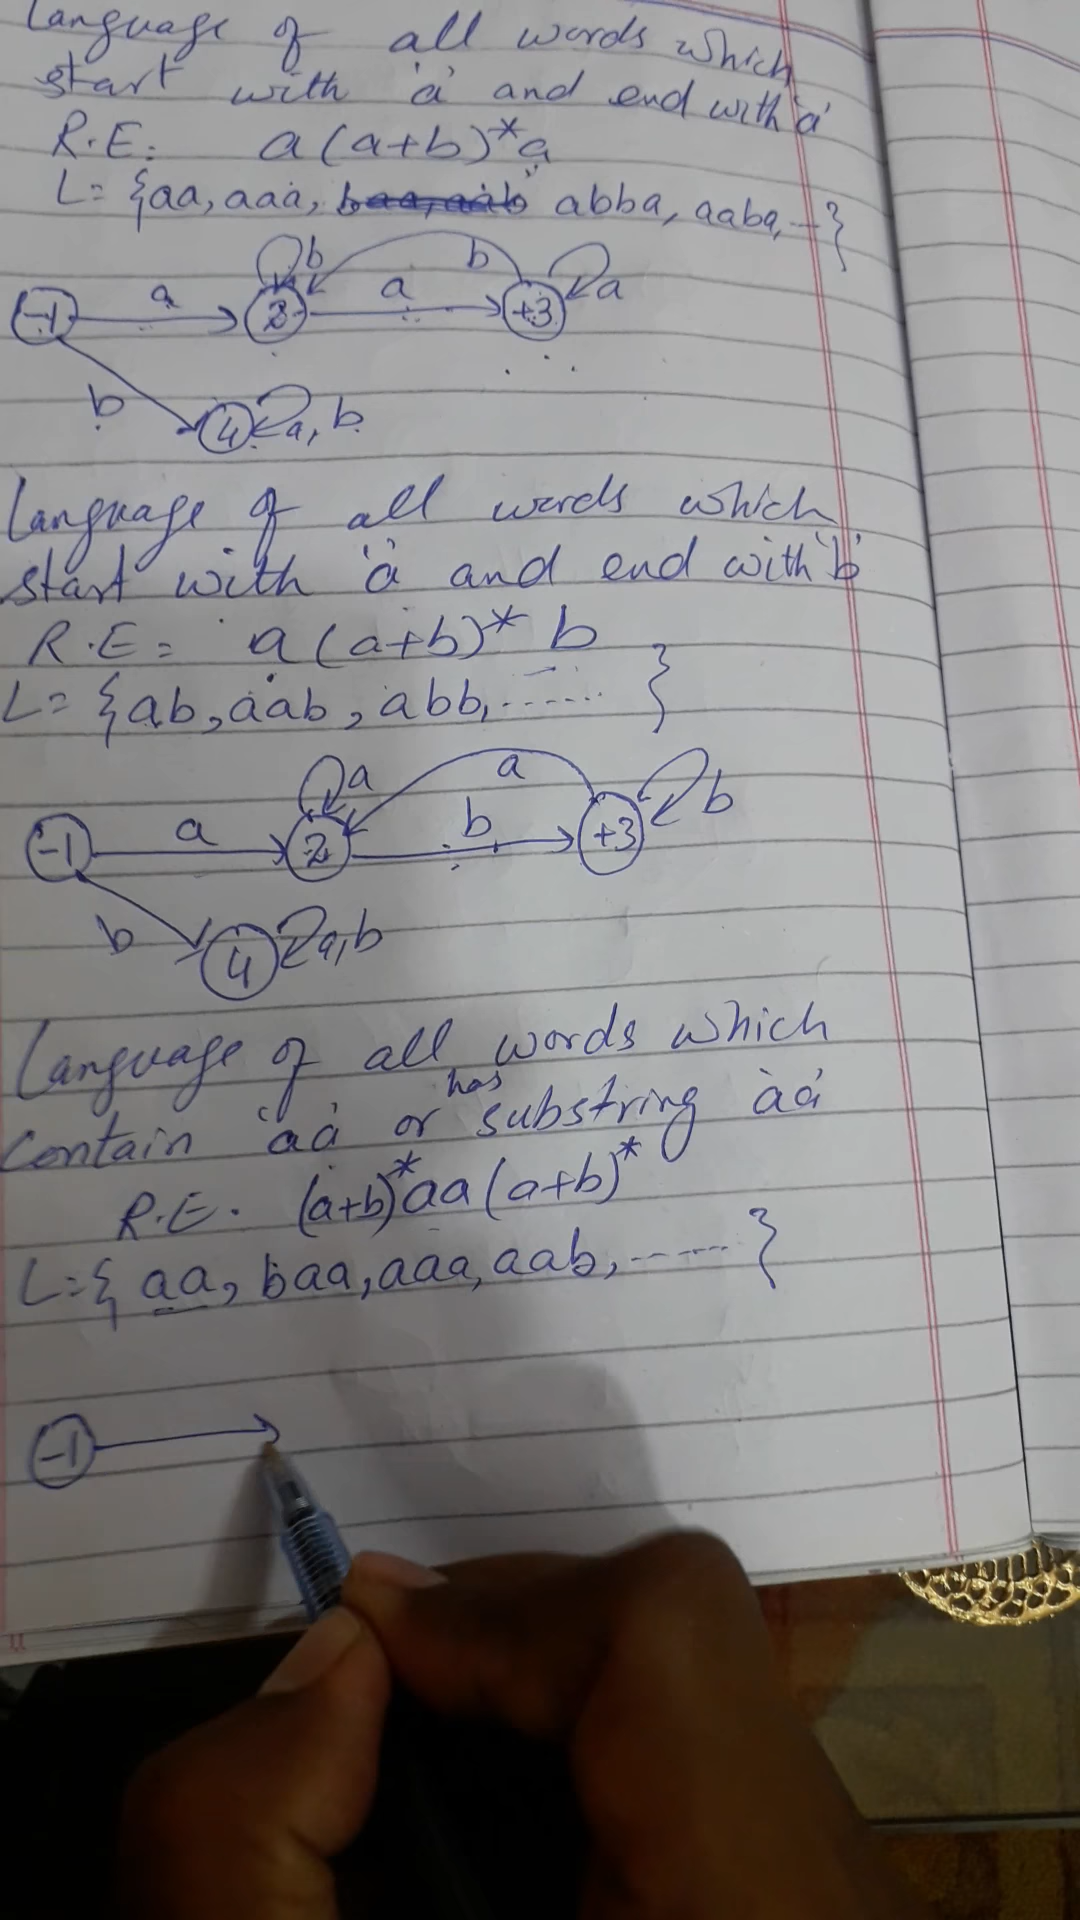 Language of all words which
start with 'a' and end with 'a'
R.E: a(a+b)*a
L= {aa, aaa, baa, aab abba, aaba, --}
b b a
-1 a 2 a +3
b 4 a, b
Language of all words which
start with 'a' and end with 'b'
R.E= a(a+b)* b
L= {ab, aab, abb, ...... }
a a b
-1 a 2 b +3
b 4 a,b
Language of all words which
has
contain 'aa' or substring 'aa'
R.E. (a+b)*aa(a+b)*
L={ aa, baa, aaa, aab, ------ }
-1